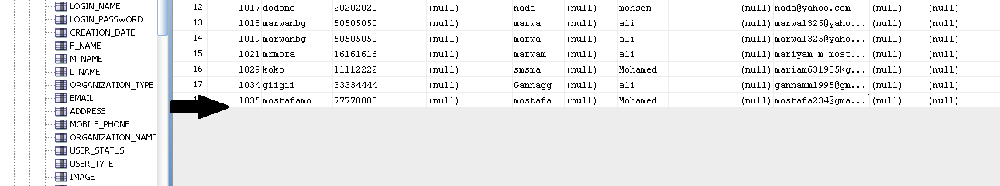 LOGIN_NAME
LOGIN_PASSWORD
CREATION_DATE
F_NAME
M_NAME
L_NAME
ORGANIZATION_TYPE
EMAIL
ADDRESS
MOBILE_PHONE
ORGANIZATION_NAME
USER_STATUS
USER_TYPE
IMAGE
12 1017 dodomo 20202020 (null) nada (null) mohsen (null) nada@yahoo.com (null) (null)
13 1018 marwanbg 50505050 (null) marwa (null) ali (null) marwa1325@yaho... (null) (null)
14 1019 marwanbg 50505050 (null) marwa (null) ali (null) marwa1325@yaho... (null) (null)
15 1021 mrmora 16161616 (null) marwam (null) ali (null) mariyam_m_most... (null) (null)
16 1029 koko 11112222 (null) smsma (null) Mohamed (null) mariam631985@g... (null) (null)
17 1034 giigii 33334444 (null) Gannagg (null) ali (null) gannamm1995@gm... (null) (null)
1035 mostafamo 77778888 (null) mostafa (null) Mohamed (null) mostafa234@gma... (null) (null)